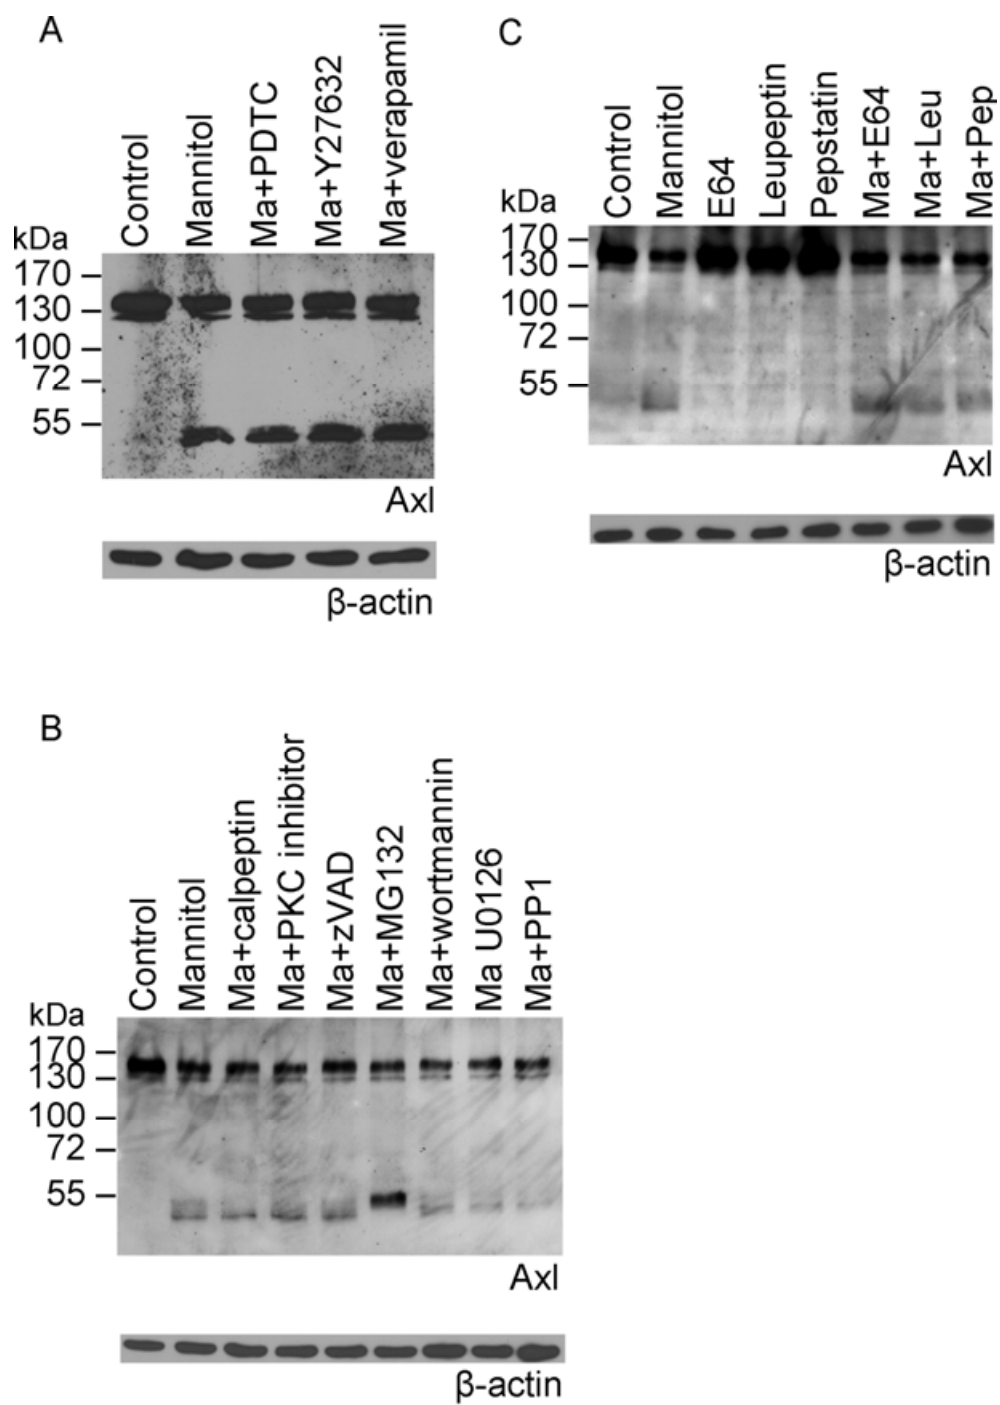 A
Control
Mannitol
Ma+PDTC
Ma+Y27632
Ma+verapamil
kDa
170
130
100
72
55
Axl
β-actin
C
Control
Mannitol
E64
Leupeptin
Pepstatin
Ma+E64
Ma+Leu
Ma+Pep
kDa
170
130
100
72
55
Axl
β-actin
B
Control
Mannitol
Ma+calpeptin
Ma+PKC inhibitor
Ma+zVAD
Ma+MG132
Ma+wortmannin
Ma U0126
Ma+PP1
kDa
170
130
100
72
55
Axl
β-actin